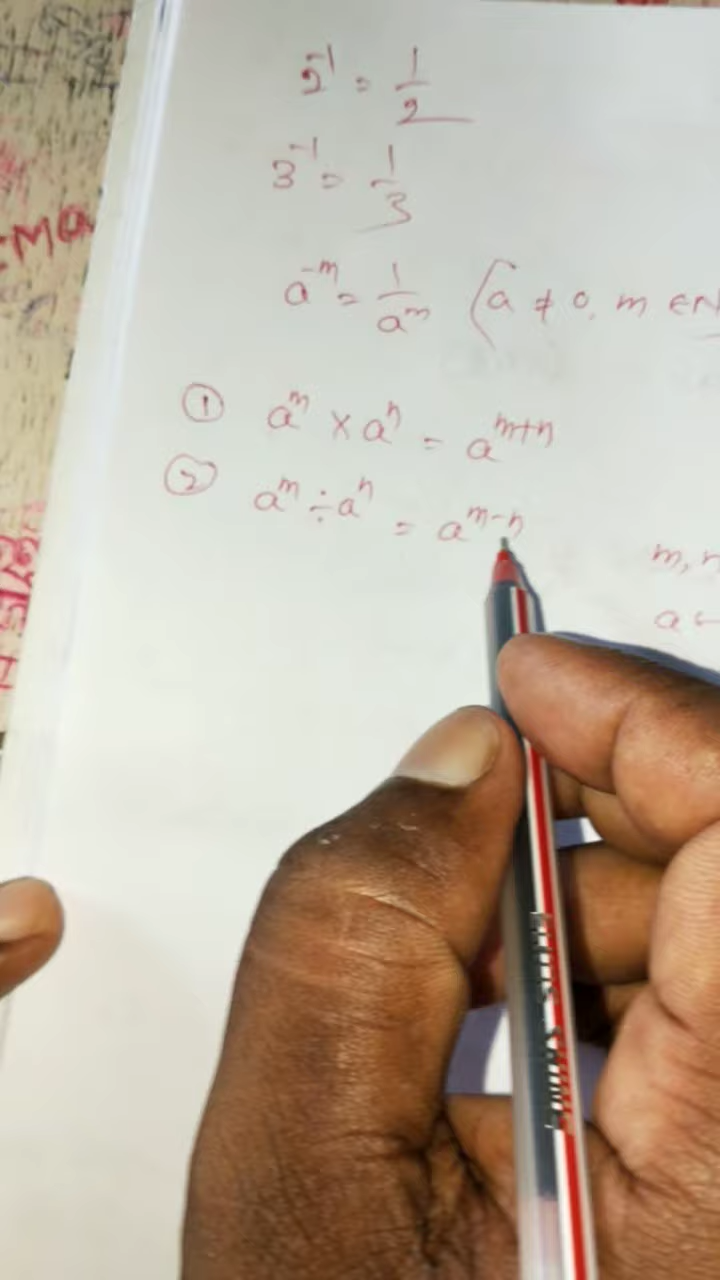 2⁻¹ = 1/2
3⁻¹ = 1/3
a⁻ᵐ = 1/aᵐ (a ≠ 0, m ∈ N
① aᵐ × aⁿ = aᵐ⁺ⁿ
② aᵐ ÷ aⁿ = aᵐ⁻ⁿ
m, n
a